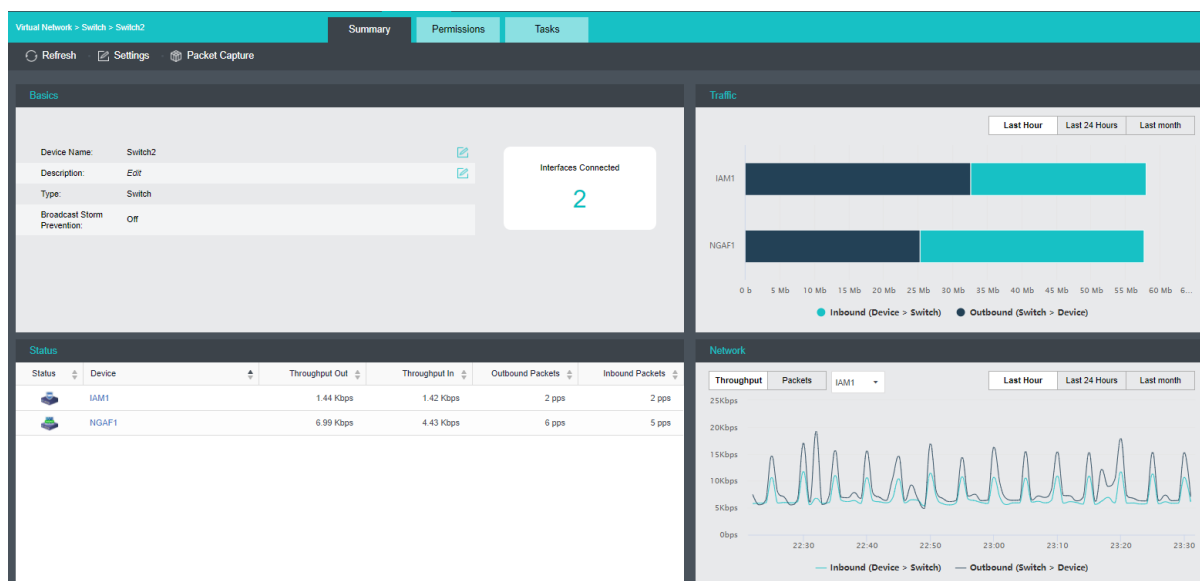 Virtual Network > Switch > Switch2
Summary Permissions Tasks
Refresh Settings Packet Capture
Basics
Device Name: Switch2
Description: Edit
Type: Switch
Broadcast Storm
Prevention: Off
Interfaces Connected
2
Traffic
Last Hour Last 24 Hours Last month
IAM1
NGAF1
0 b 5 Mb 10 Mb 15 Mb 20 Mb 25 Mb 30 Mb 35 Mb 40 Mb 45 Mb 50 Mb 55 Mb 60 Mb 6...
Inbound (Device > Switch) Outbound (Switch > Device)
Status
Status Device Throughput Out Throughput In Outbound Packets Inbound Packets
IAM1 1.44 Kbps 1.42 Kbps 2 pps 2 pps
NGAF1 6.99 Kbps 4.43 Kbps 6 pps 5 pps
Network
Throughput Packets IAM1 Last Hour Last 24 Hours Last month
25Kbps
20Kbps
15Kbps
10Kbps
5Kbps
0bps
22:30 22:40 22:50 23:00 23:10 23:20 23:30
Inbound (Device > Switch) Outbound (Switch > Device)